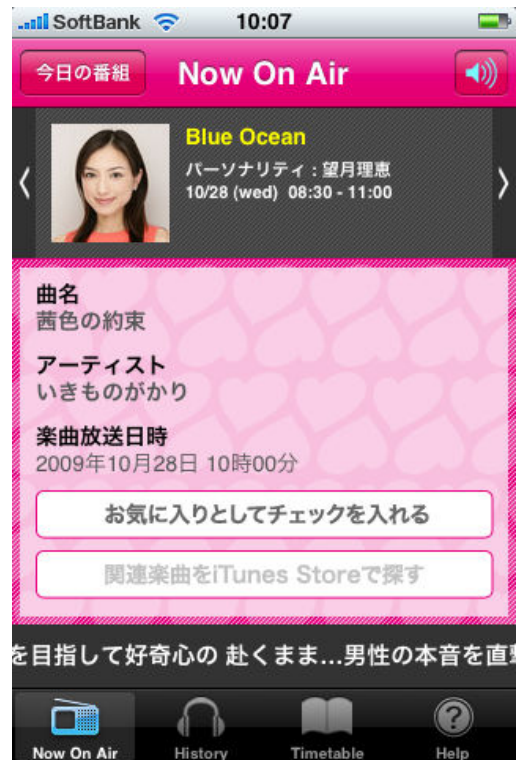 SoftBank 10:07
今日の番組 Now On Air
Blue Ocean
パーソナリティ：望月理恵
10/28 (wed) 08:30 - 11:00
曲名
茜色の約束
アーティスト
いきものがかり
楽曲放送日時
2009年10月28日 10時00分
お気に入りとしてチェックを入れる
関連楽曲をiTunes Storeで探す
を目指して好奇心の 赴くまま...男性の本音を直撃
Now On Air History Timetable Help